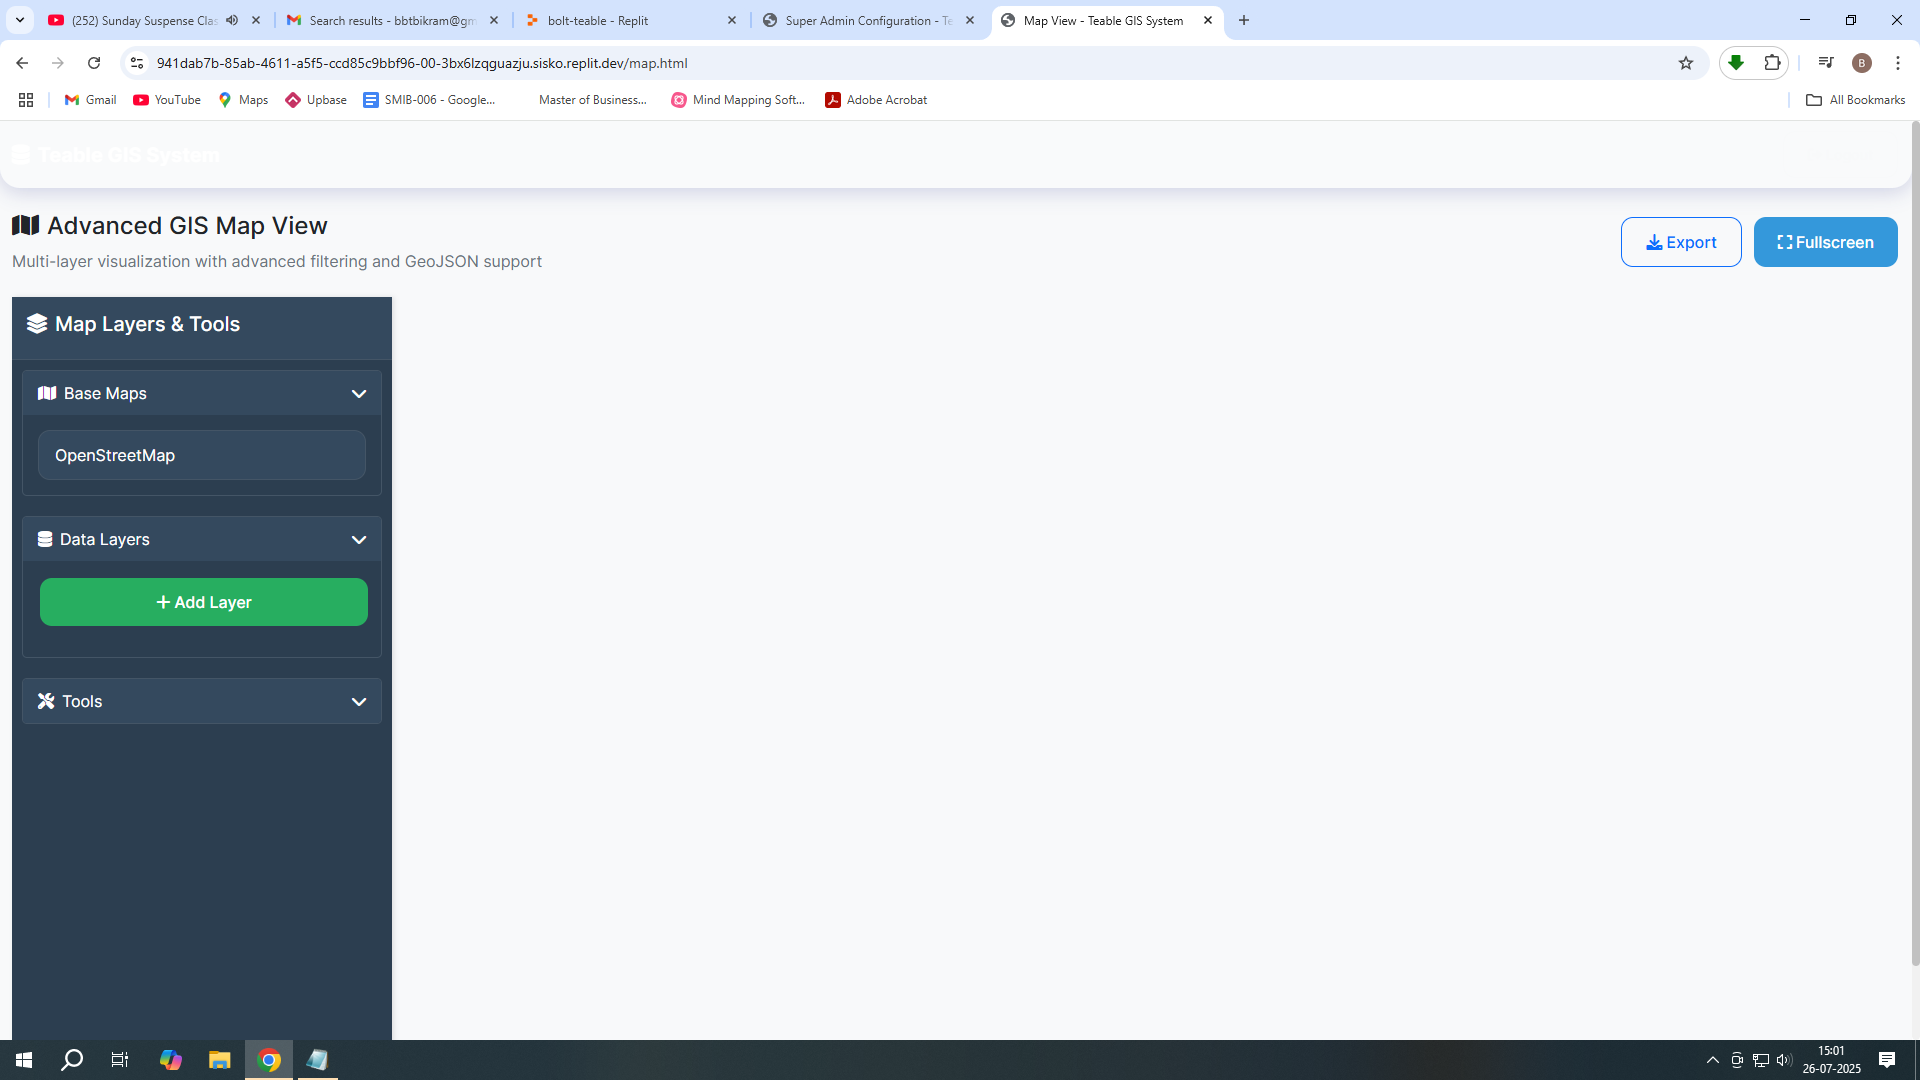 (252) Sunday Suspense Clas
Search results - bbtbikram@gm
bolt-teable - Replit
Super Admin Configuration - Te
Map View - Teable GIS System
941dab7b-85ab-4611-a5f5-ccd85c9bbf96-00-3bx6lzqguazju.sisko.replit.dev/map.html
B
Gmail
YouTube
Maps
Upbase
SMIB-006 - Google...
Master of Business...
Mind Mapping Soft...
Adobe Acrobat
All Bookmarks
Teable GIS System
Advanced GIS Map View
Multi-layer visualization with advanced filtering and GeoJSON support
Export
Fullscreen
Map Layers & Tools
Base Maps
OpenStreetMap
Data Layers
+ Add Layer
Tools
15:01
26-07-2025